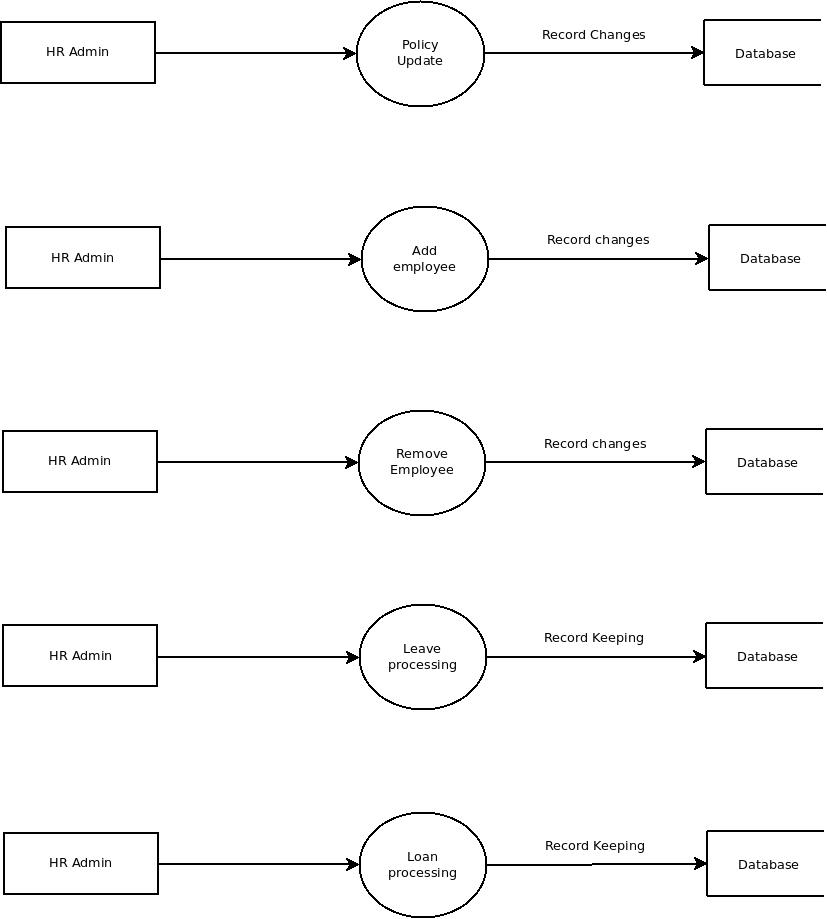 HR Admin
Policy
Update
Record Changes
Database
HR Admin
Add
employee
Record changes
Database
HR Admin
Remove
Employee
Record changes
Database
HR Admin
Leave
processing
Record Keeping
Database
HR Admin
Loan
processing
Record Keeping
Database